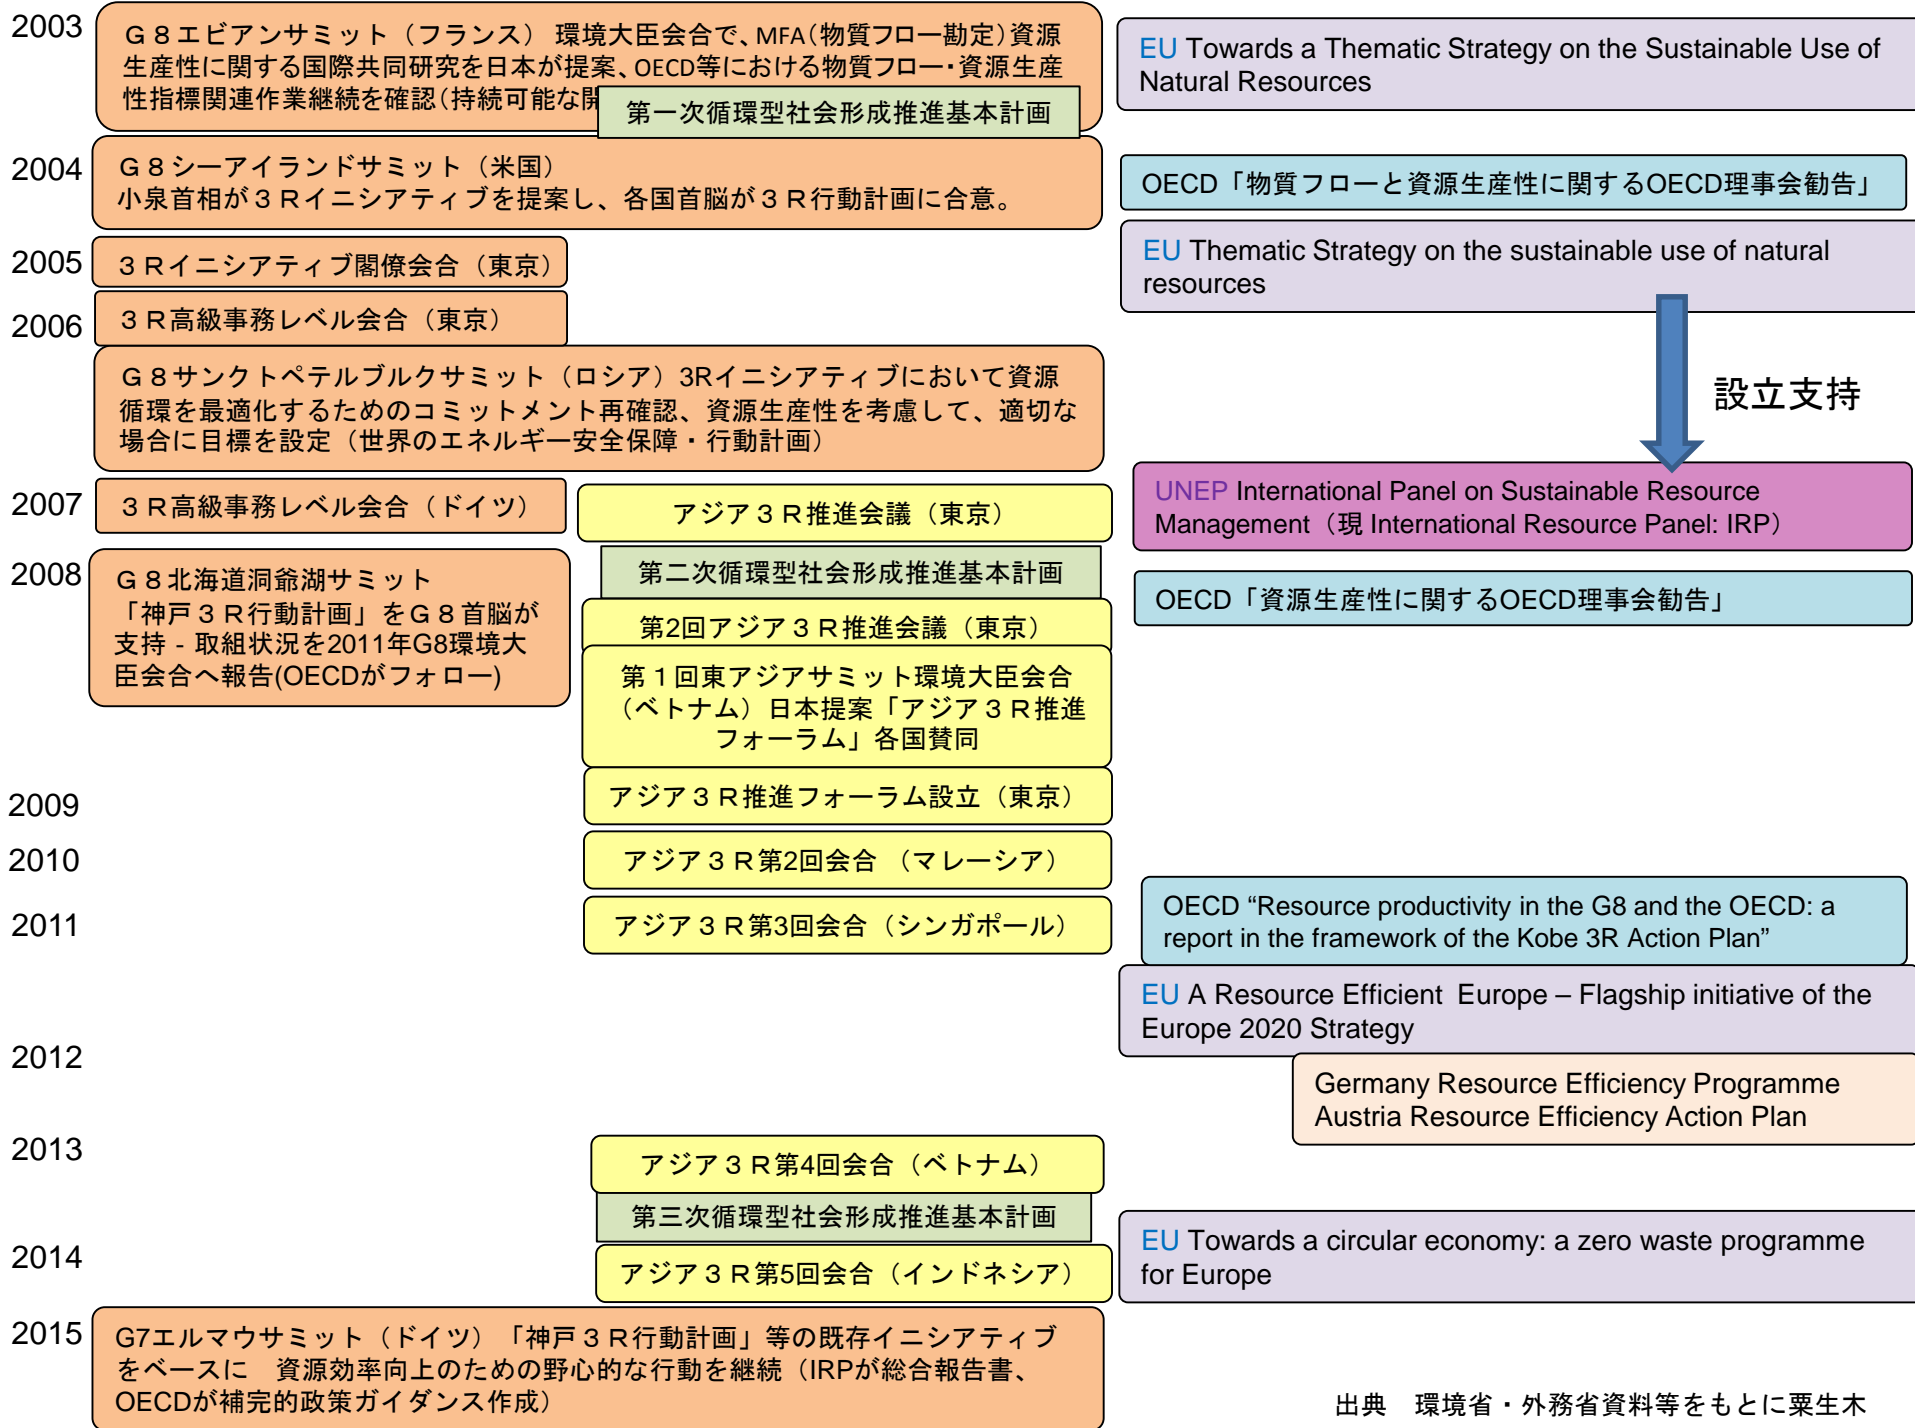 2003
G８エビアンサミット（フランス） 環境大臣会合で、MFA（物質フロー勘定）資源
生産性に関する国際共同研究を日本が提案、OECD等における物質フロー・資源生産
性指標関連作業継続を確認（持続可能な開
第一次循環型社会形成推進基本計画
EU Towards a Thematic Strategy on the Sustainable Use of
Natural Resources
2004
G８シーアイランドサミット（米国）
小泉首相が３Rイニシアティブを提案し、各国首脳が３R行動計画に合意。
OECD「物質フローと資源生産性に関するOECD理事会勧告」
2005
３Rイニシアティブ閣僚会合（東京）
EU Thematic Strategy on the sustainable use of natural
resources
2006
３R高級事務レベル会合（東京）
G８サンクトペテルブルクサミット（ロシア）3Rイニシアティブにおいて資源
循環を最適化するためのコミットメント再確認、資源生産性を考慮して、適切な
場合に目標を設定（世界のエネルギー安全保障・行動計画）
設立支持
2007
３R高級事務レベル会合（ドイツ）
アジア３R推進会議（東京）
UNEP International Panel on Sustainable Resource
Management（現 International Resource Panel: IRP）
2008
G８北海道洞爺湖サミット
「神戸３R行動計画」をG８首脳が
支持 - 取組状況を2011年G8環境大
臣会合へ報告(OECDがフォロー)
第二次循環型社会形成推進基本計画
OECD「資源生産性に関するOECD理事会勧告」
第2回アジア３R推進会議（東京）
第１回東アジアサミット環境大臣会合
（ベトナム）日本提案「アジア３R推進
フォーラム」各国賛同
2009
アジア３R推進フォーラム設立（東京）
2010
アジア３R第2回会合 （マレーシア）
2011
アジア３R第3回会合（シンガポール）
OECD “Resource productivity in the G8 and the OECD: a
report in the framework of the Kobe 3R Action Plan”
EU A Resource Efficient Europe – Flagship initiative of the
Europe 2020 Strategy
2012
Germany Resource Efficiency Programme
Austria Resource Efficiency Action Plan
2013
アジア３R第4回会合（ベトナム）
第三次循環型社会形成推進基本計画
2014
アジア３R第5回会合（インドネシア）
EU Towards a circular economy: a zero waste programme
for Europe
2015
G7エルマウサミット（ドイツ）「神戸３R行動計画」等の既存イニシアティブ
をベースに　資源効率向上のための野心的な行動を継続（IRPが総合報告書、
OECDが補完的政策ガイダンス作成）
出典　環境省・外務省資料等をもとに粟生木